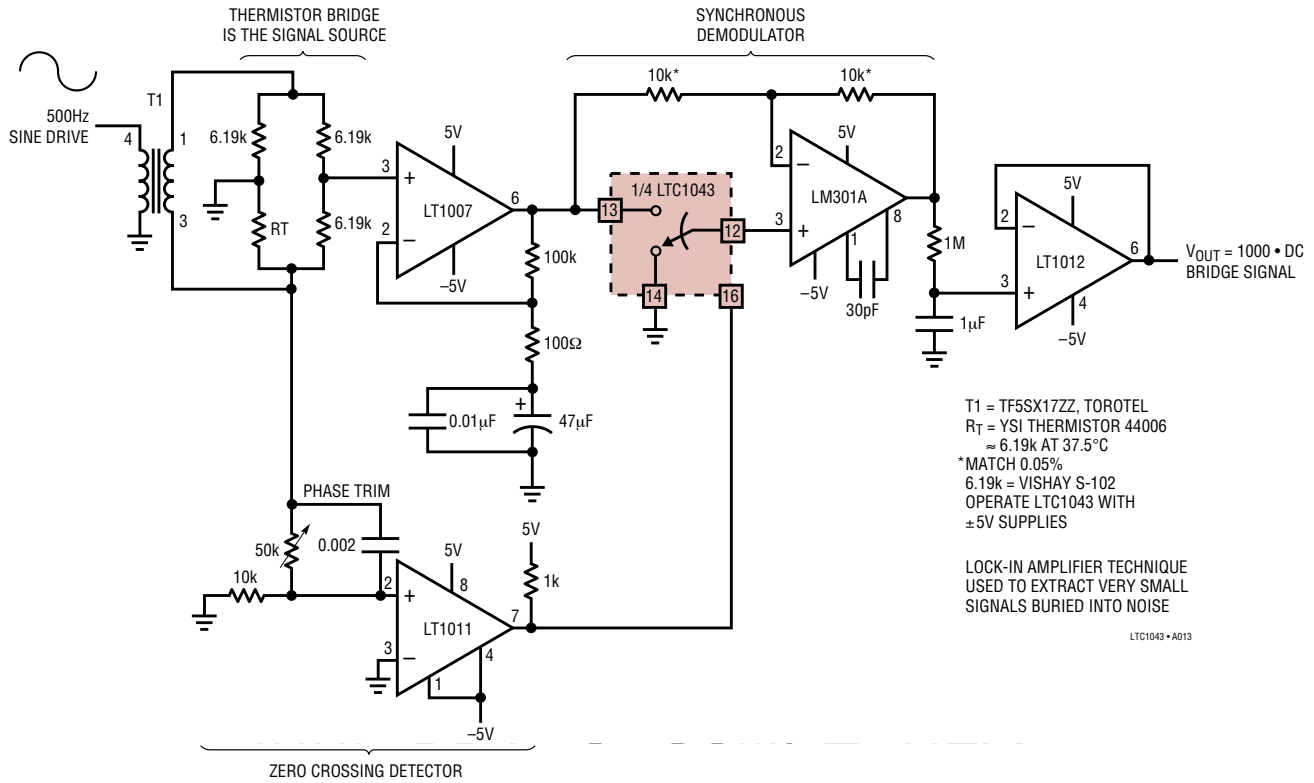 THERMISTOR BRIDGE
IS THE SIGNAL SOURCE
SYNCHRONOUS
DEMODULATOR
500Hz
SINE DRIVE
T1
4
1
3
6.19k
6.19k
RT
6.19k
3
+
2
–
LT1007
5V
–5V
6
100k
100Ω
0.01µF
+
47µF
10k*
10k*
1/4 LTC1043
13
12
14
16
2
–
3
+
5V
LM301A
–5V
1
8
30pF
1M
1µF
2
–
3
+
5V
LT1012
6
4
–5V
VOUT = 1000 • DC
BRIDGE SIGNAL
T1 = TF5SX17ZZ, TOROTEL
RT = YSI THERMISTOR 44006
≈ 6.19k AT 37.5°C
*MATCH 0.05%
6.19k = VISHAY S-102
OPERATE LTC1043 WITH
±5V SUPPLIES
LOCK-IN AMPLIFIER TECHNIQUE
USED TO EXTRACT VERY SMALL
SIGNALS BURIED INTO NOISE
LTC1043 • A013
PHASE TRIM
50k
0.002
10k
2
+
3
–
5V
8
LT1011
7
1
4
–5V
5V
1k
ZERO CROSSING DETECTOR